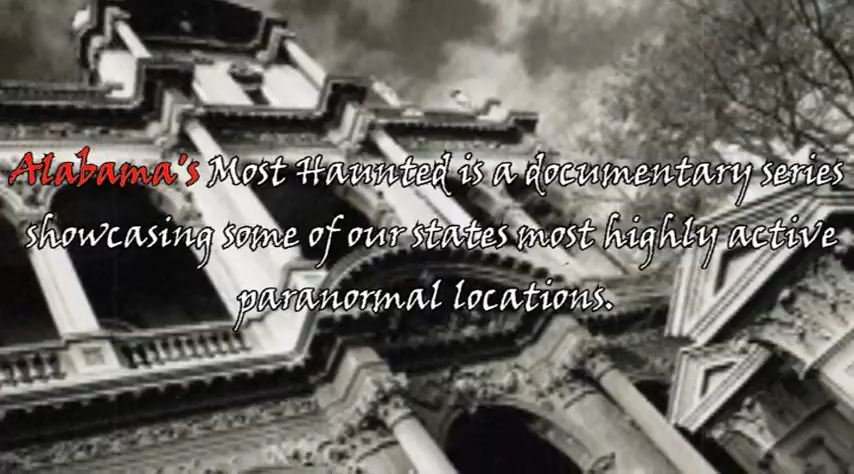 Alabama's Most Haunted is a documentary series
showcasing some of our states most highly active
paranormal locations.